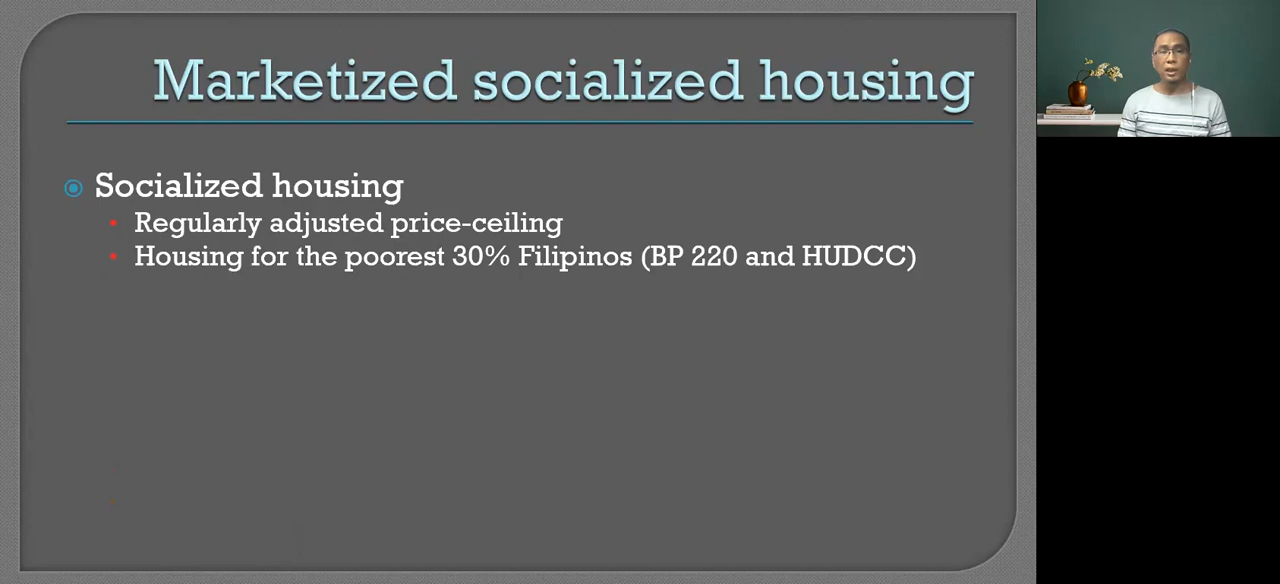 Marketized socialized housing
Socialized housing
Regularly adjusted price-ceiling
Housing for the poorest 30% Filipinos (BP 220 and HUDCC)